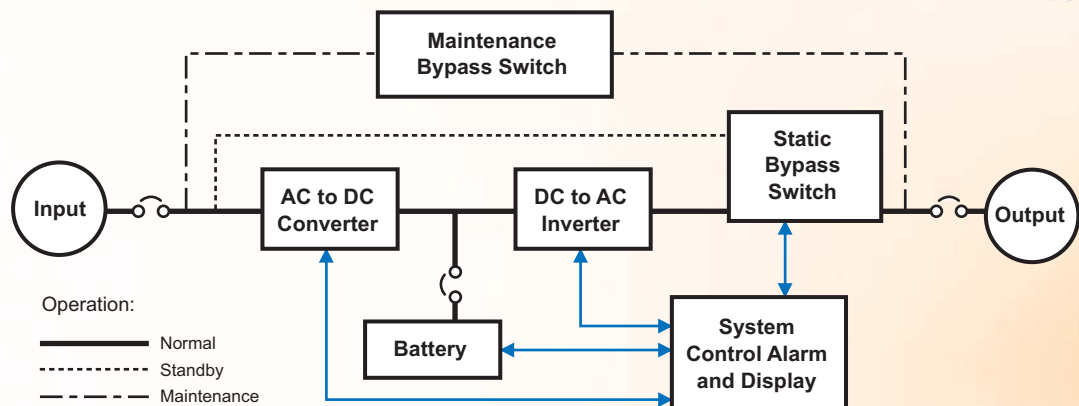 Maintenance
Bypass Switch
Static
Bypass
Switch
Input
AC to DC
Converter
DC to AC
Inverter
Output
Operation:
Normal
Standby
Maintenance
Battery
System
Control Alarm
and Display